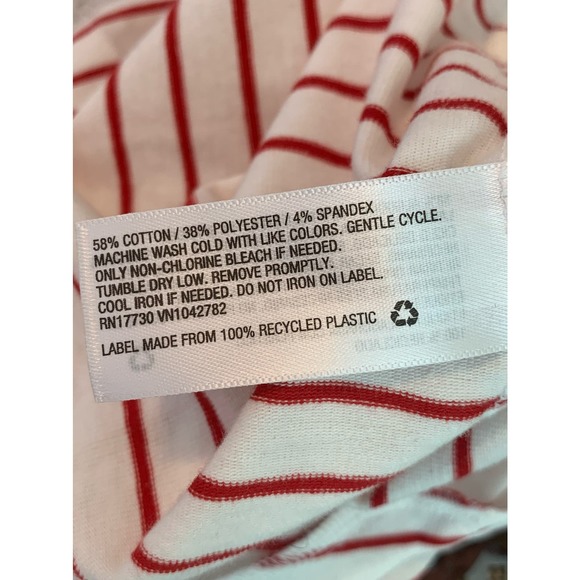 58% COTTON / 38% POLYESTER / 4% SPANDEX
MACHINE WASH COLD WITH LIKE COLORS. GENTLE CYCLE.
ONLY NON-CHLORINE BLEACH IF NEEDED.
TUMBLE DRY LOW. REMOVE PROMPTLY.
COOL IRON IF NEEDED. DO NOT IRON ON LABEL.
RN17730 VN1042782
LABEL MADE FROM 100% RECYCLED PLASTIC